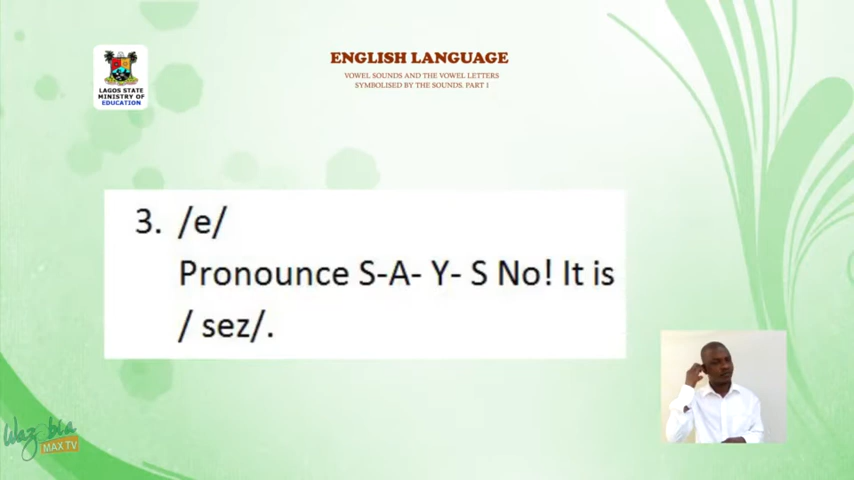 LAGOS STATE
MINISTRY OF
EDUCATION
ENGLISH LANGUAGE
VOWEL SOUNDS AND THE VOWEL LETTERS
SYMBOLISED BY THE SOUNDS. PART 1
3. /e/
Pronounce S-A- Y- S No! It is
/ sez/.
Wazobia
MAX TV